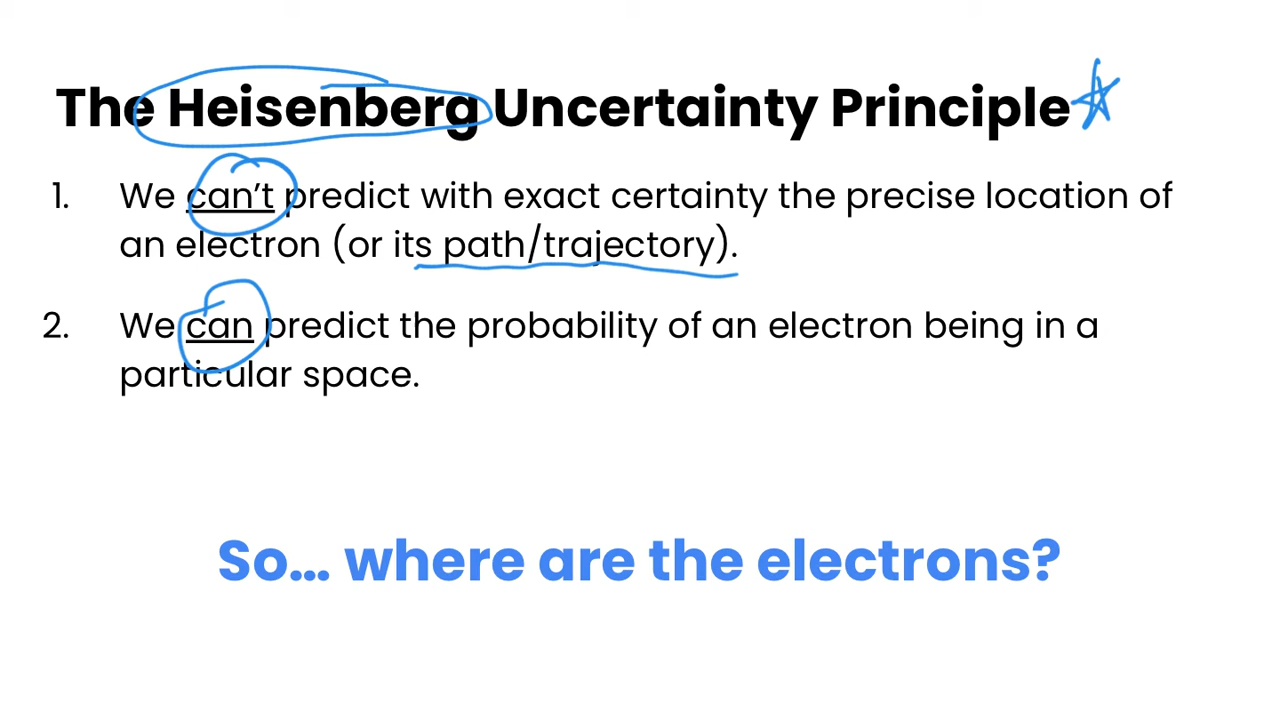 The Heisenberg Uncertainty Principle
1. We can't predict with exact certainty the precise location of
an electron (or its path/trajectory).
2. We can predict the probability of an electron being in a
particular space.
So... where are the electrons?